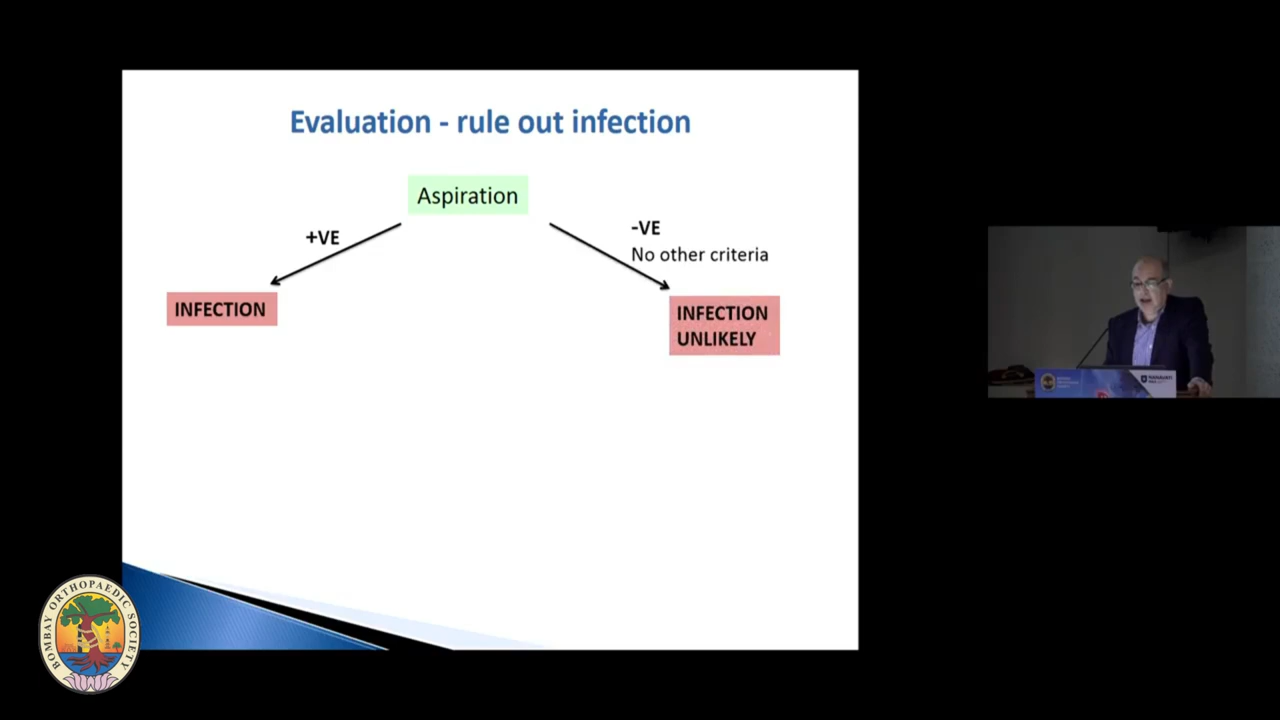 Evaluation - rule out infection
Aspiration
+VE
-VE
No other criteria
INFECTION
INFECTION
UNLIKELY
BOMBAY ORTHOPAEDIC SOCIETY